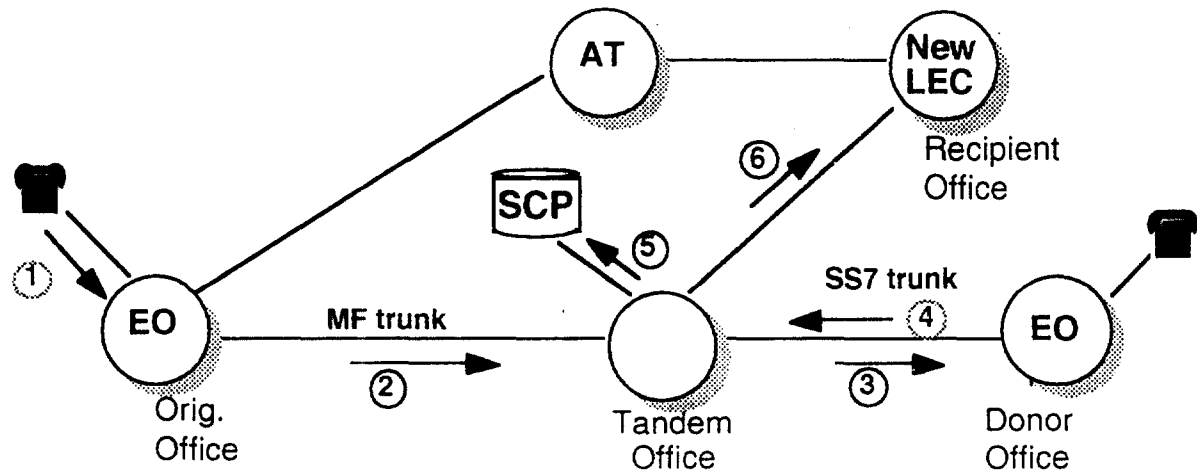 AT
New
LEC
Recipient
Office
6
SCP
5
1
SS7 trunk
EO
MF trunk
4
EO
2
3
Orig.
Office
Tandem
Office
Donor
Office